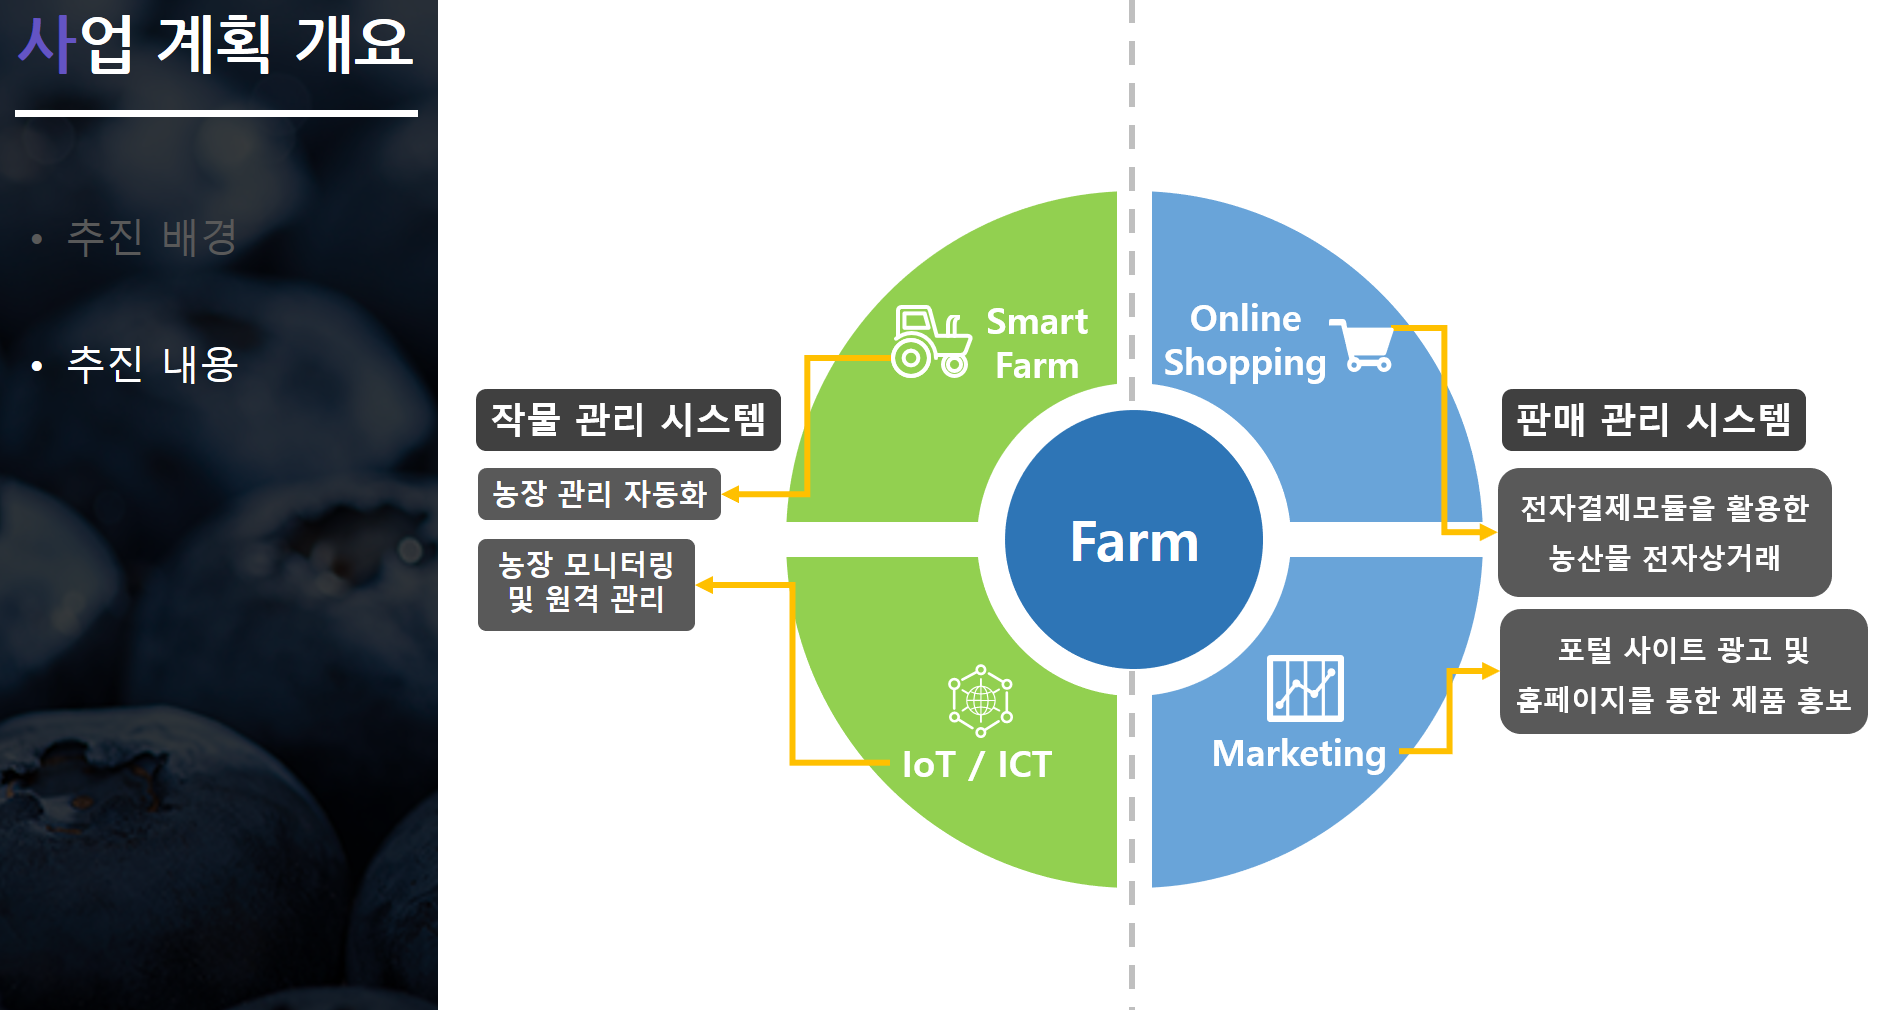 사업 계획 개요
• 추진 배경
• 추진 내용
작물 관리 시스템
농장 관리 자동화
농장 모니터링
및 원격 관리
Smart
Farm
IoT / ICT
Farm
Online
Shopping
Marketing
판매 관리 시스템
전자결제모듈을 활용한
농산물 전자상거래
포털 사이트 광고 및
홈페이지를 통한 제품 홍보